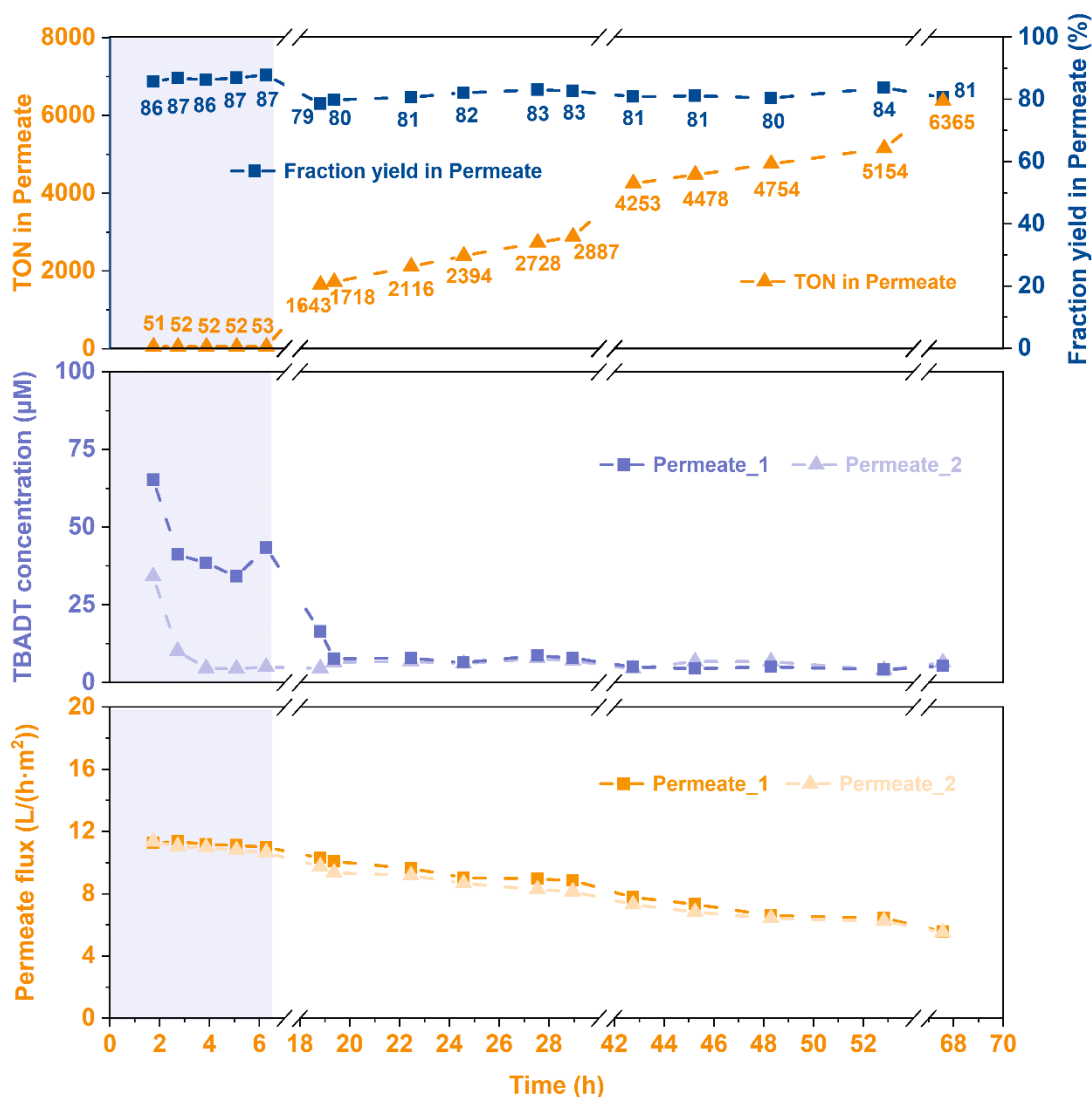 8000
6000
4000
2000
0
TON in Permeate
100
80
60
40
20
0
Fraction yield in Permeate (%)
86 87 86 87 87 79 80 81 82 83 83 81 81 80 84 81
Fraction yield in Permeate
51 52 52 52 53 1643 1718 2116 2394 2728 2887 4253 4478 4754 5154 6365
TON in Permeate
100
75
50
25
0
TBADT concentration (µM)
Permeate_1 Permeate_2
20
16
12
8
4
0
Permeate flux (L/(h·m²))
Permeate_1 Permeate_2
0 2 4 6 18 20 22 24 26 28 42 44 46 48 50 52 68 70
Time (h)